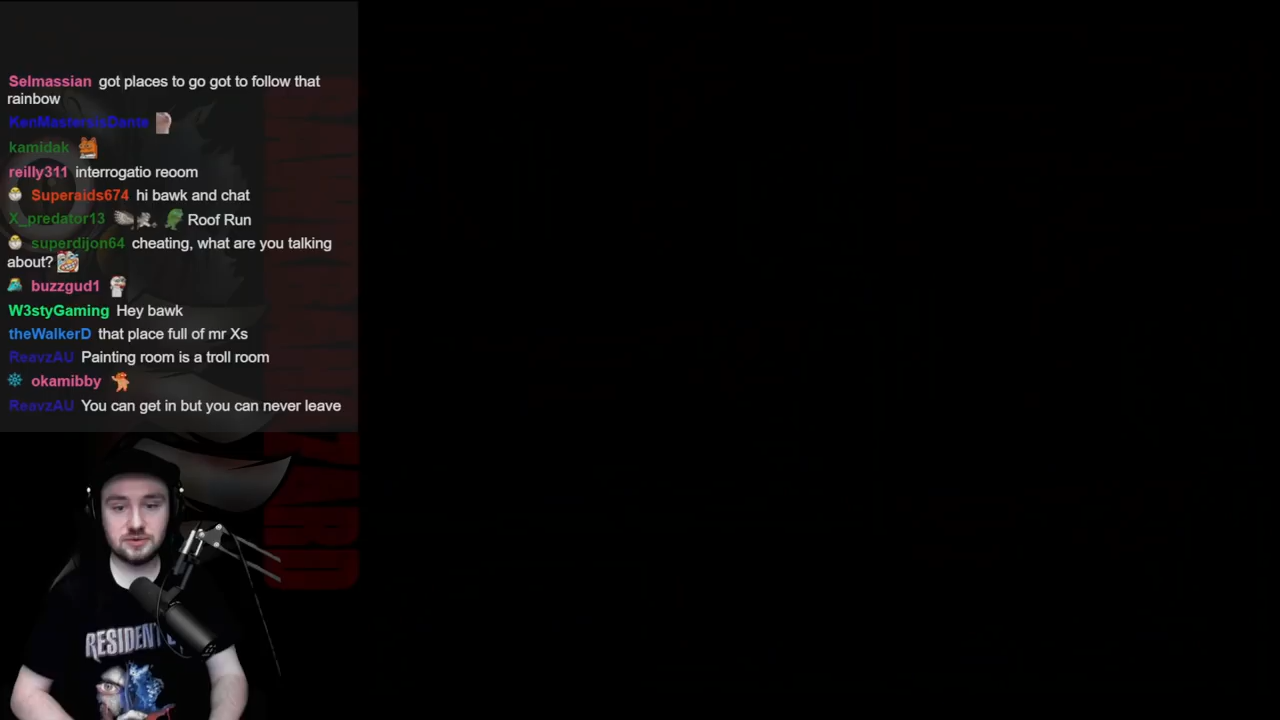 Selmassian got places to go got to follow that
rainbow
KenMastersisDante
kamidak
reilly311 interrogatio reoom
Superaids674 hi bawk and chat
X_predator13 Roof Run
superdijon64 cheating, what are you talking
about?
buzzgud1
W3styGaming Hey bawk
theWalkerD that place full of mr Xs
ReavzAU Painting room is a troll room
okamibby
ReavzAU You can get in but you can never leave